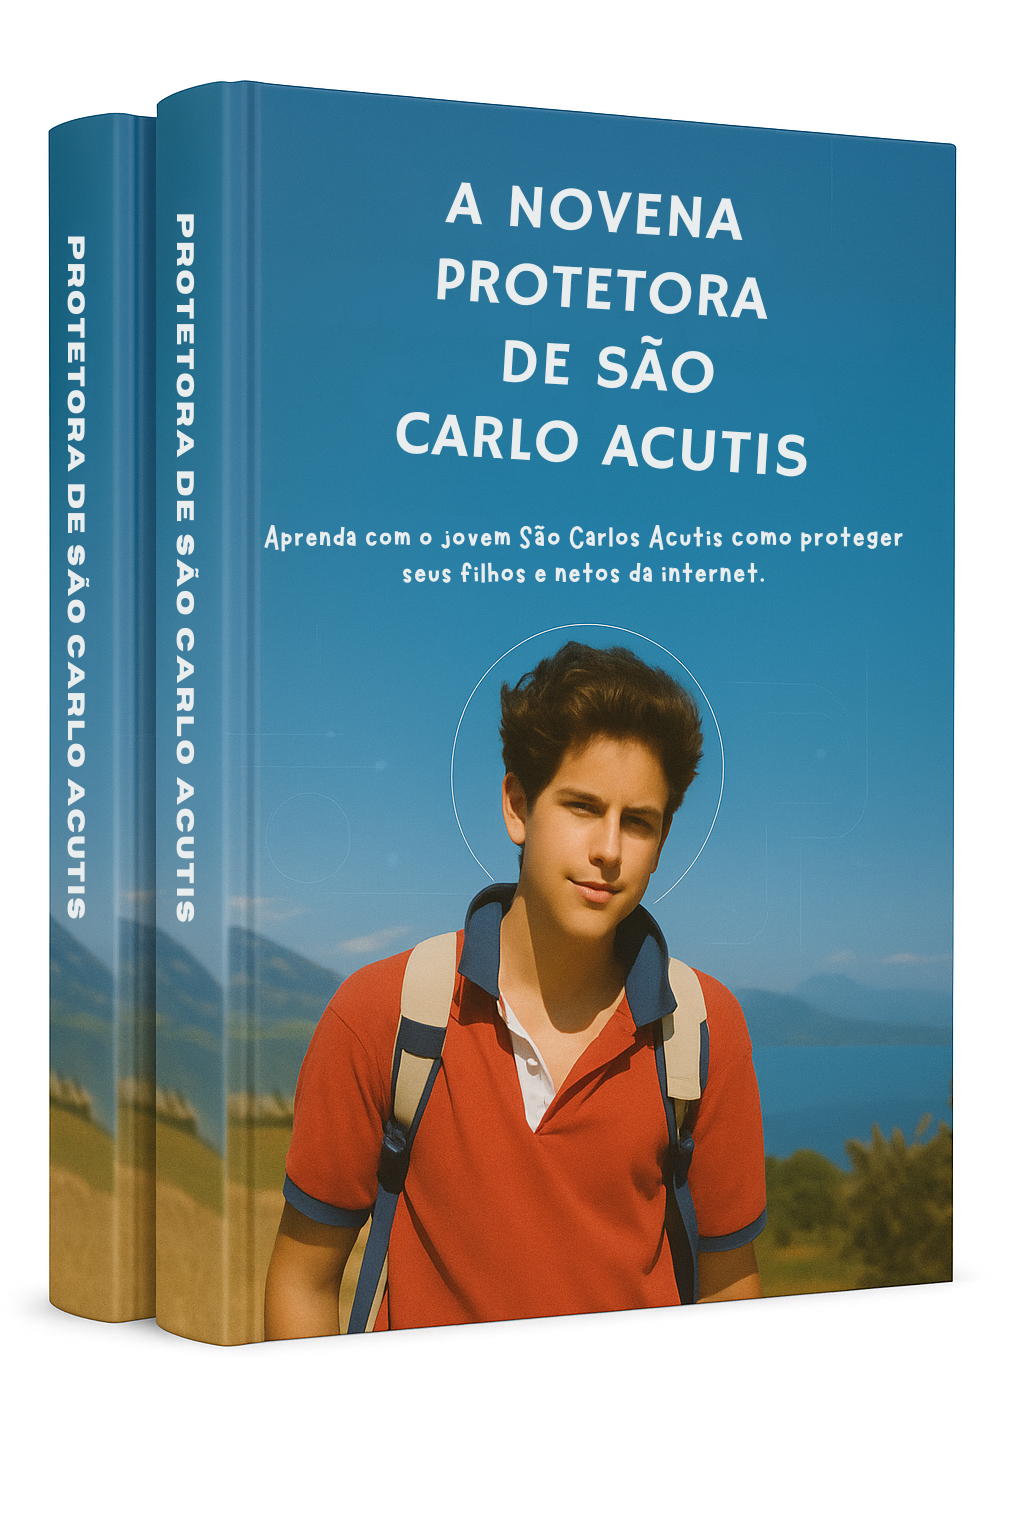 PROTETORA DE SÃO CARLO ACUTIS
PROTETORA DE SÃO CARLO ACUTIS
A NOVENA
PROTETORA
DE SÃO
CARLO ACUTIS
Aprenda com o jovem São Carlos Acutis como proteger
seus filhos e netos da internet.